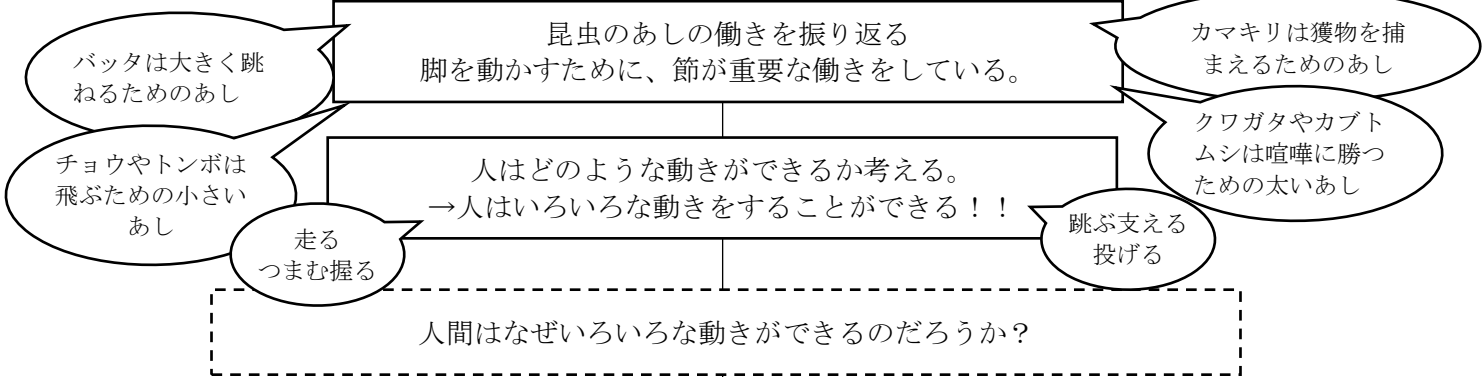 昆虫のあしの働きを振り返る
脚を動かすために、節が重要な働きをしている。
バッタは大きく跳
ねるためのあし
カマキリは獲物を捕
まえるためのあし
チョウやトンボは
飛ぶための小さい
あし
クワガタやカブト
ムシは喧嘩に勝つ
ための太いあし
人はどのような動きができるか考える。
→人はいろいろな動きをすることができる！！
走る
つまむ握る
跳ぶ支える
投げる
人間はなぜいろいろな動きができるのだろうか？